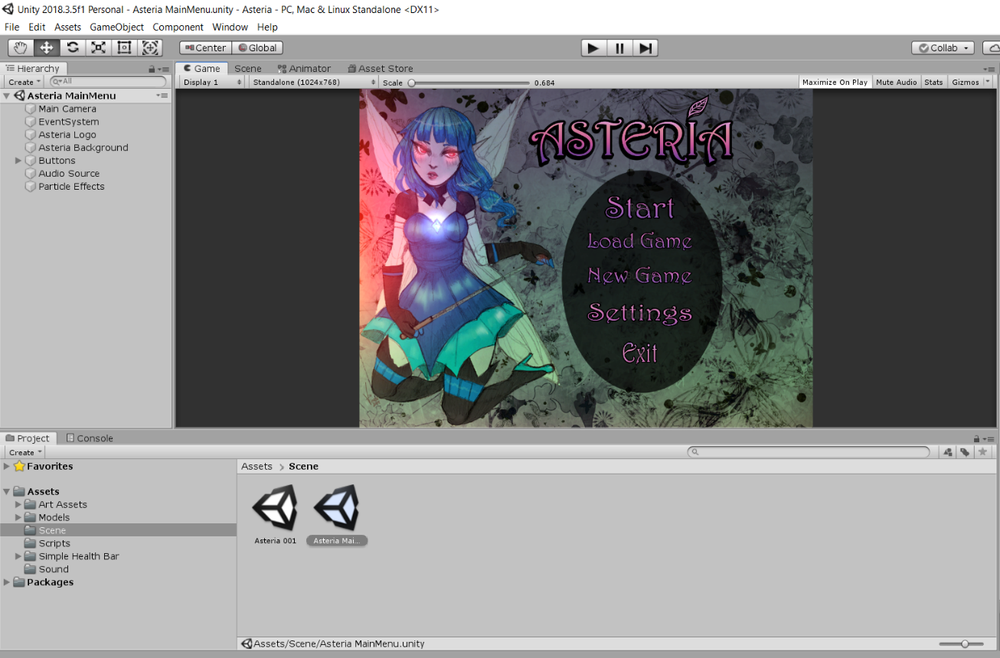 Unity 2018.3.5f1 Personal - Asteria MainMenu.unity - Asteria - PC, Mac & Linux Standalone <DX11>
File Edit Assets GameObject Component Window Help
Center Global Collab
Hierarchy
Create All
Asteria MainMenu
Main Camera
EventSystem
Asteria Logo
Asteria Background
Buttons
Audio Source
Particle Effects
Game Scene Animator Asset Store
Display 1 Standalone (1024x768) Scale 0.684 Maximize On Play Mute Audio Stats Gizmos
ASTERIA
Start
Load Game
New Game
Settings
Exit
Project Console
Create
Favorites
Assets
Art Assets
Models
Scene
Scripts
Simple Health Bar
Sound
Packages
Assets > Scene
Asteria 001 Asteria Mai...
Assets/Scene/Asteria MainMenu.unity